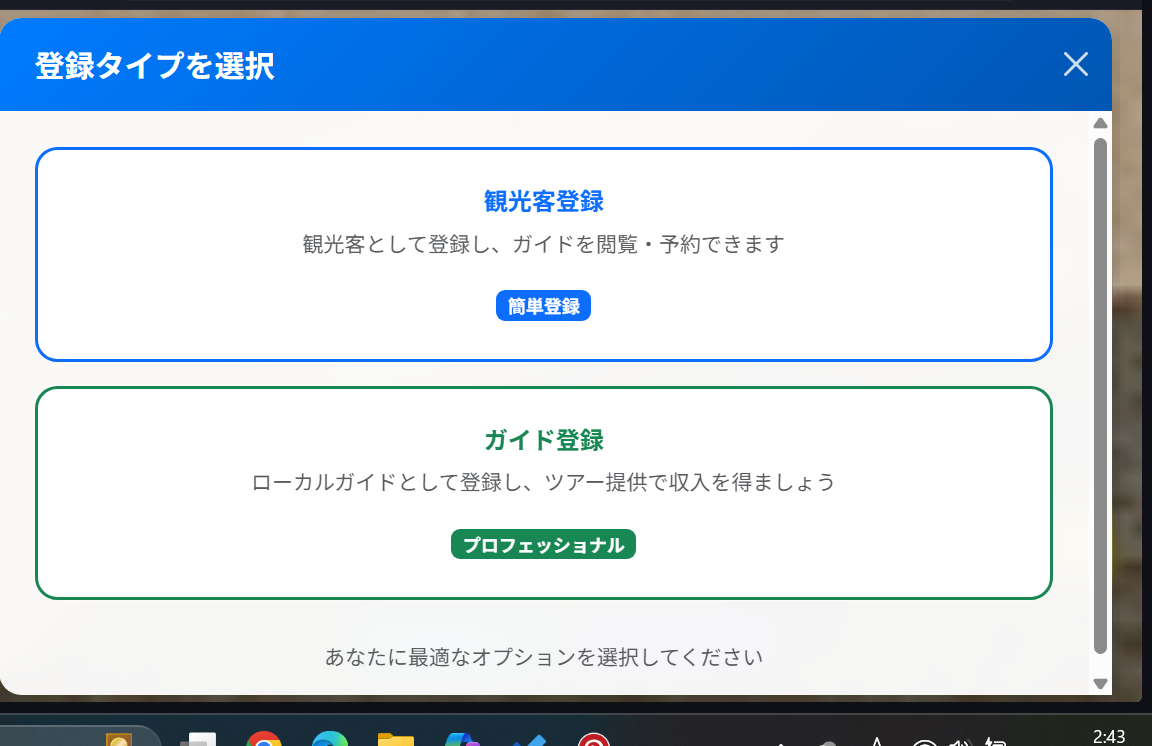 登録タイプを選択
観光客登録
観光客として登録し、ガイドを閲覧・予約できます
簡単登録
ガイド登録
ローカルガイドとして登録し、ツアー提供で収入を得ましょう
プロフェッショナル
あなたに最適なオプションを選択してください
2:43